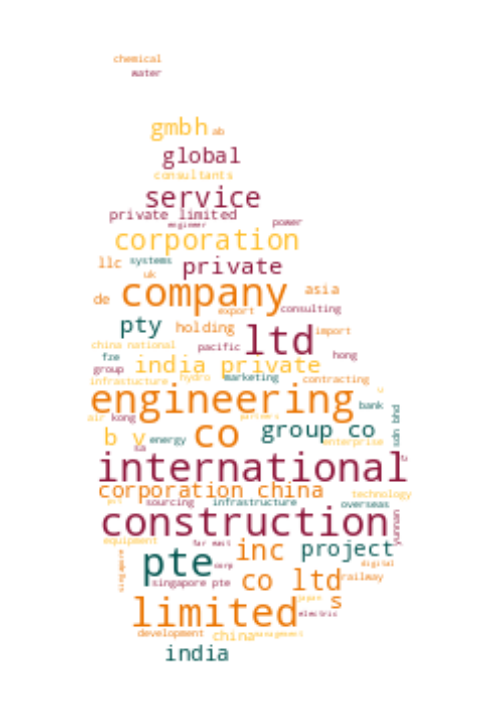 chemical
water
gmbh ab
global
consultants
service
private limited
engineer power
corporation
llc systems private
uk
de company asia
export consulting
pty holding ltd import
china national pacific hong
fze
group india private
infrastucture hydro marketing contracting
engineering u
bank
air kong partners
b v energy co group co sdn bhd
enterprise
sa
international
corporation china technology
sourcing infrastructure overseas
construction yunnan
equipment far east
inc project
pte corp digital
singapore
singapore pte co ltd railway
japan s
limited electric
development china management
india